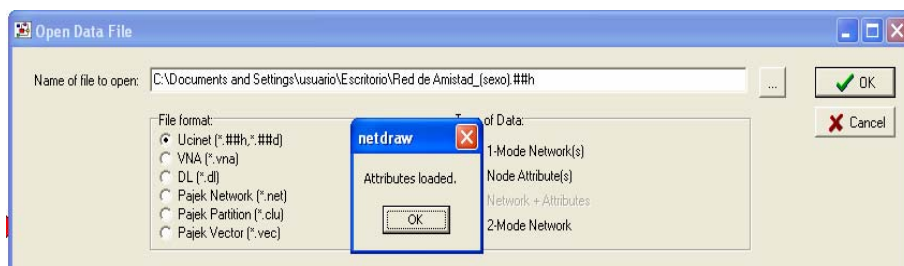 Open Data File
Name of file to open: C:\Documents and Settings\usuario\Escritorio\Red de Amistad_(sexo).##h ... OK
Cancel
File format: of Data:
Ucinet (*.##h,*.##d)
VNA (*.vna)
DL (*.dl)
Pajek Network (*.net)
Pajek Partition (*.clu)
Pajek Vector (*.vec)
netdraw
Attributes loaded.
OK
1-Mode Network(s)
Node Attribute(s)
Network + Attributes
2-Mode Network